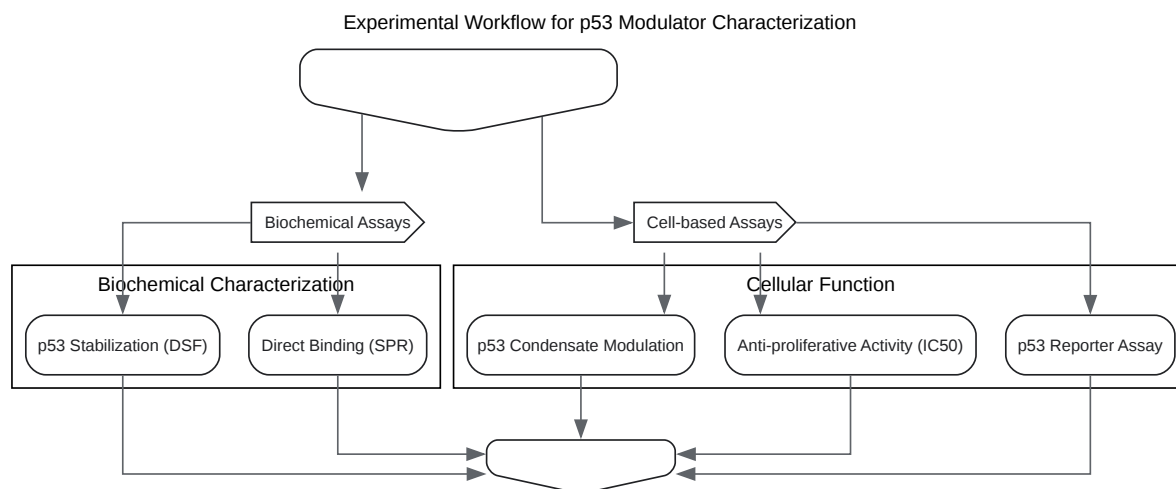 Experimental Workflow for p53 Modulator Characterization
Biochemical Assays
Cell-based Assays
Biochemical Characterization
Cellular Function
p53 Stabilization (DSF)
Direct Binding (SPR)
p53 Condensate Modulation
Anti-proliferative Activity (IC50)
p53 Reporter Assay